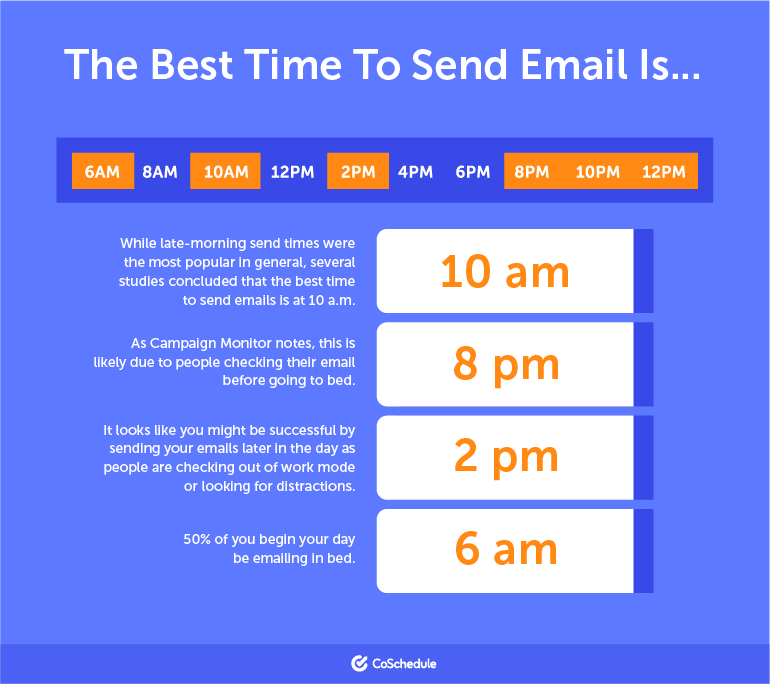 The Best Time To Send Email Is...
6AM 8AM 10AM 12PM 2PM 4PM 6PM 8PM 10PM 12PM
While late-morning send times were
the most popular in general, several
studies concluded that the best time
to send emails is at 10 a.m.
10 am
As Campaign Monitor notes, this is
likely due to people checking their email
before going to bed.
8 pm
It looks like you might be successful by
sending your emails later in the day as
people are checking out of work mode
or looking for distractions.
2 pm
50% of you begin your day
be emailing in bed.
6 am
CoSchedule